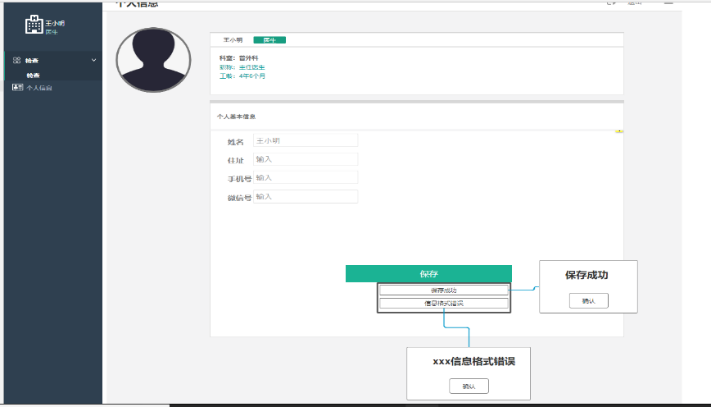 个人信息
王小明
医生
检查
检查
个人信息
王小明 医生
科室：普外科
职称：主任医生
工龄：4年6个月
个人基本信息
姓名 王小明
住址 输入
手机号 输入
微信号 输入
保存
保存成功
信息格式错误
保存成功
确认
xxx信息格式错误
确认